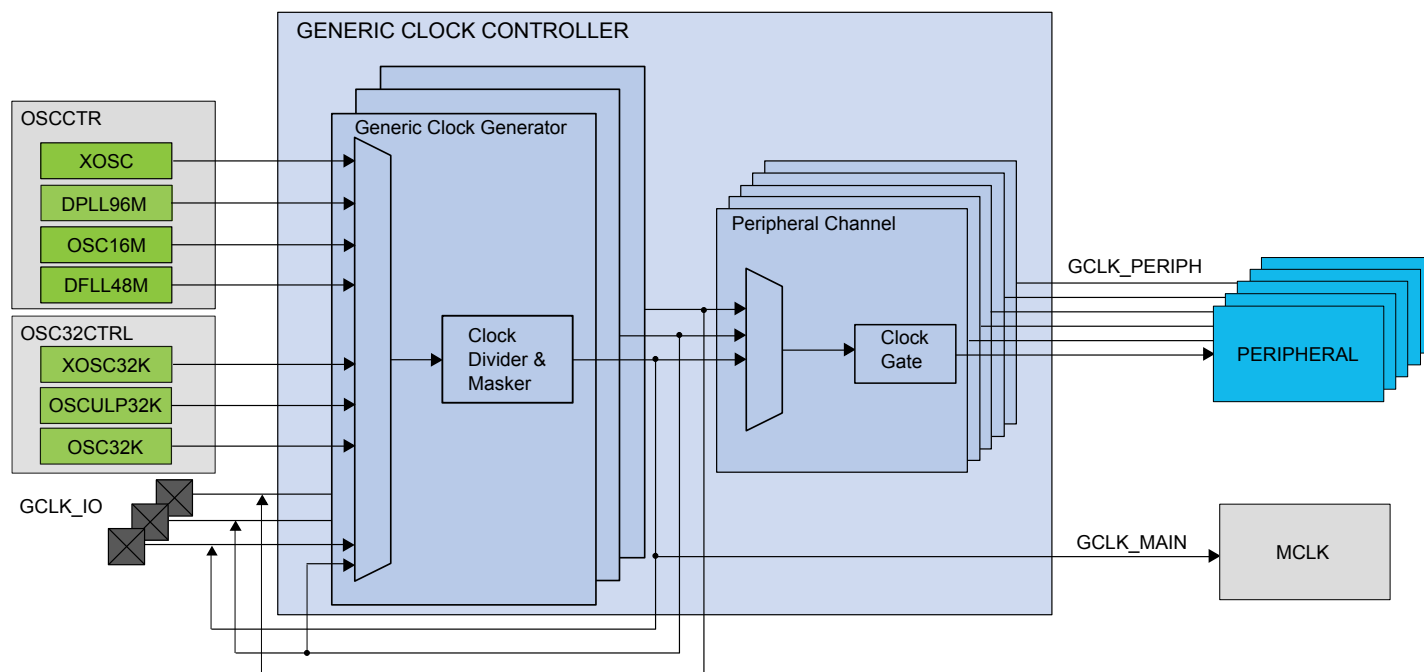 GENERIC CLOCK CONTROLLER
OSCCTR
XOSC
DPLL96M
OSC16M
DFLL48M
OSC32CTRL
XOSC32K
OSCULP32K
OSC32K
GCLK_IO
Generic Clock Generator
Clock
Divider &
Masker
Peripheral Channel
Clock
Gate
GCLK_PERIPH
PERIPHERAL
GCLK_MAIN
MCLK